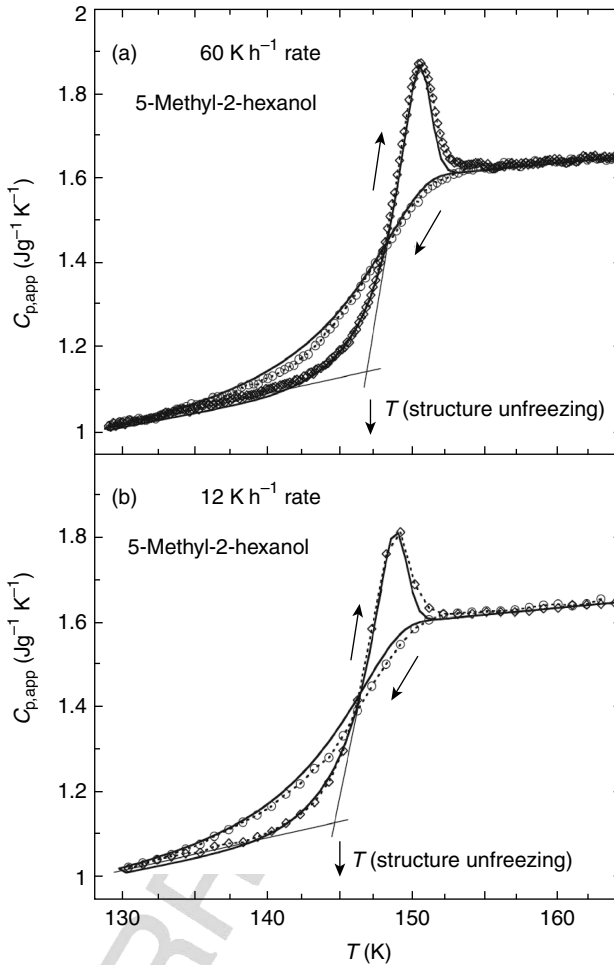 2
(a)
60 K h⁻¹ rate
5-Methyl-2-hexanol
1.8
1.6
1.4
1.2
1
C_p,app (Jg⁻¹ K⁻¹)
T (structure unfreezing)
2
(b)
12 K h⁻¹ rate
5-Methyl-2-hexanol
1.8
1.6
1.4
1.2
1
C_p,app (Jg⁻¹ K⁻¹)
T (structure unfreezing)
130 140 150 160
T (K)